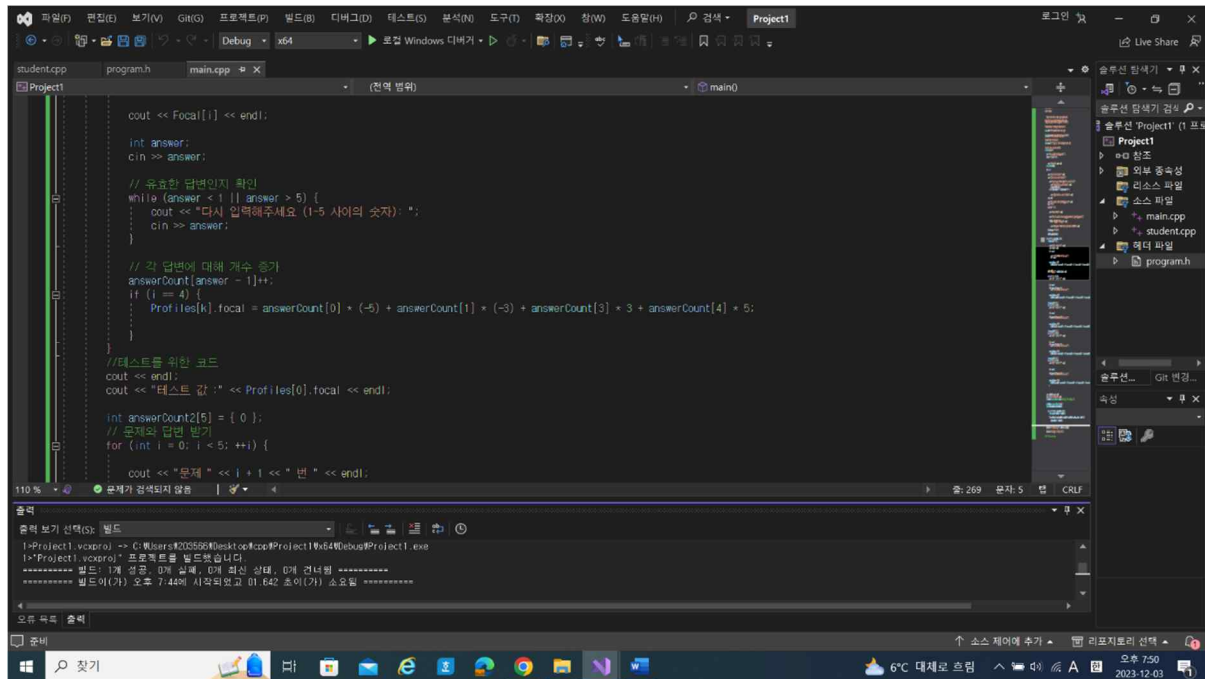 파일(F) 편집(E) 보기(V) Git(G) 프로젝트(P) 빌드(B) 디버그(D) 테스트(S) 분석(N) 도구(T) 확장(X) 창(W) 도움말(H) 검색 Project1 로그인
Debug x64 로컬 Windows 디버거 Live Share
student.cpp program.h main.cpp
Project1 (전역 범위) main()
cout << Focal[i] << endl;
int answer;
cin >> answer;
// 유효한 답변인지 확인
while (answer < 1 || answer > 5) {
cout << "다시 입력해주세요 (1-5 사이의 숫자): ";
cin >> answer;
}
// 각 답변에 대해 개수 증가
answerCount[answer - 1]++;
if (i == 4) {
Profiles[k].focal = answerCount[0] * (-5) + answerCount[1] * (-3) + answerCount[3] * 3 + answerCount[4] * 5;
}
}
//테스트를 위한 코드
cout << endl;
cout << "테스트 값 :" << Profiles[0].focal << endl;
int answerCount2[5] = { 0 };
// 문제와 답변 받기
for (int i = 0; i < 5; ++i) {
cout << "문제 " << i + 1 << " 번 " << endl;
110 % 문제가 검색되지 않음 줄: 269 문자: 5 탭 CRLF
솔루션 탐색기
솔루션 탐색기 검색
솔루션 'Project1' (1 프로
Project1
참조
외부 종속성
리소스 파일
소스 파일
main.cpp
student.cpp
헤더 파일
program.h
솔루션... Git 변경...
속성
출력
출력 보기 선택(S): 빌드
1>Project1.vcxproj -> C:\Users\203566\Desktop\cpp\Project1\x64\Debug\Project1.exe
1>"Project1.vcxproj" 프로젝트를 빌드했습니다.
========== 빌드: 1개 성공, 0개 실패, 0개 최신 상태, 0개 건너뜀 ==========
========== 빌드이(가) 오후 7:44에 시작되었고 01.642 초이(가) 소요됨 ==========
오류 목록 출력
준비 소스 제어에 추가 리포지토리 선택
찾기 6°C 대체로 흐림 A 오후 7:50
2023-12-03